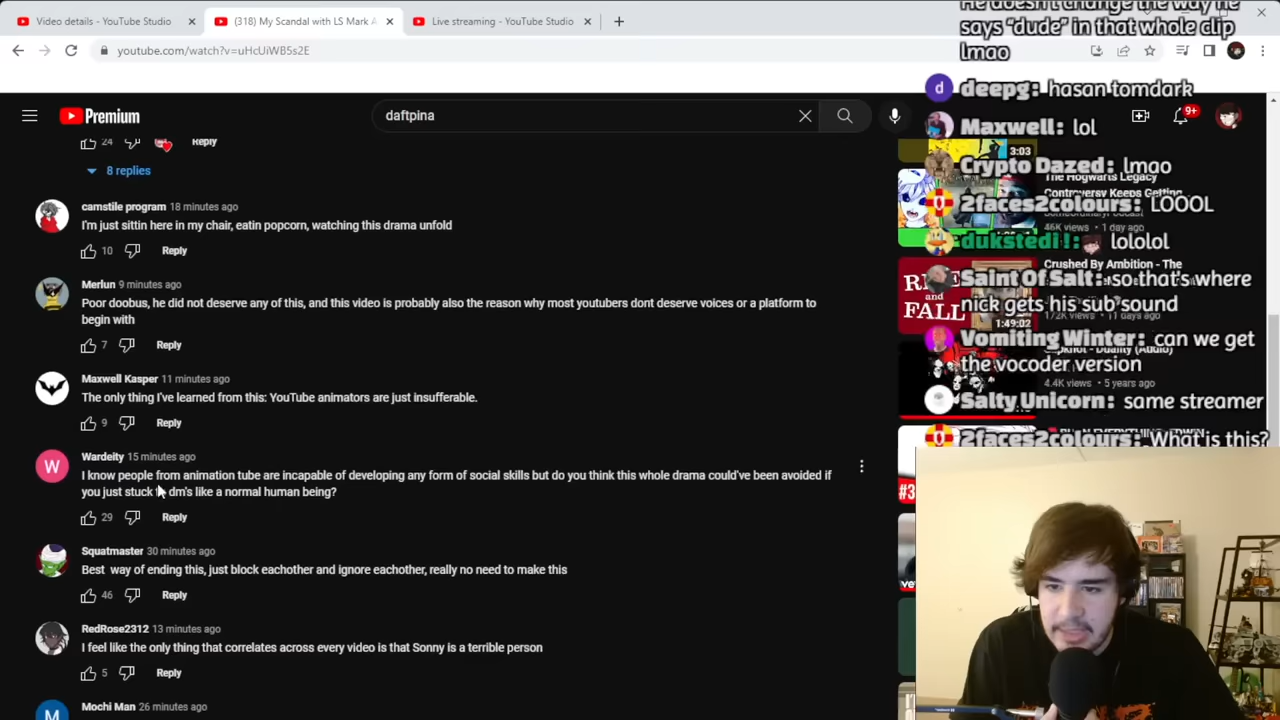 Video details - YouTube Studio
(318) My Scandal with LS Mark A
Live streaming - YouTube Studio
youtube.com/watch?v=uHcUiWB5s2E
Premium
daftpina
9+
24
Reply
8 replies
camstile program 18 minutes ago
I'm just sittin here in my chair, eatin popcorn, watching this drama unfold
10
Reply
Merlun 9 minutes ago
Poor doobus, he did not deserve any of this, and this video is probably also the reason why most youtubers dont deserve voices or a platform to
begin with
7
Reply
Maxwell Kasper 11 minutes ago
The only thing I've learned from this: YouTube animators are just insufferable.
9
Reply
W
Wardeity 15 minutes ago
I know people from animation tube are incapable of developing any form of social skills but do you think this whole drama could've been avoided if
you just stuck dm's like a normal human being?
29
Reply
Squatmaster 30 minutes ago
Best way of ending this, just block eachother and ignore eachother, really no need to make this
46
Reply
RedRose2312 13 minutes ago
I feel like the only thing that correlates across every video is that Sonny is a terrible person
5
Reply
M
Mochi Man 26 minutes ago
He doesn't change the way he
says "dude" in that whole clip
lmao
d
deepg: hasan tomdark
Maxwell: lol
3:03
Crypto Dazed: lmao
The Hogwarts Legacy
Controversy Keeps Getting
2faces2colours: LOOOL
46K views • 1 day ago
dukstedi!: lololol
Crushed By Ambition - The
RISE
and
FALL
Saint Of Salt: so that's where
nick gets his sub sound
172K views • 11 days ago
1:49:02
Vomiting Winter: can we get
the vocoder version
Slipknot - Duality (Audio)
4.4K views • 5 years ago
Salty Unicorn: same streamer
2faces2colours: What is this?